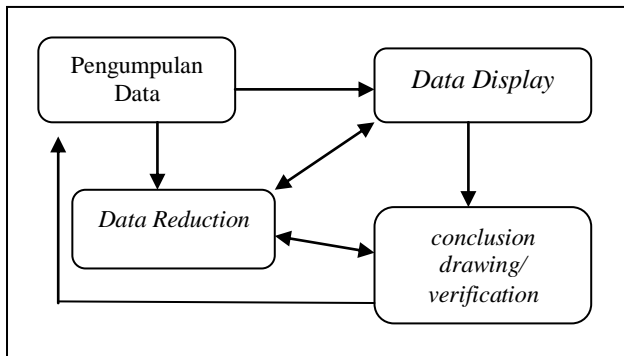 Pengumpulan
Data
Data Display
Data Reduction
conclusion
drawing/
verification